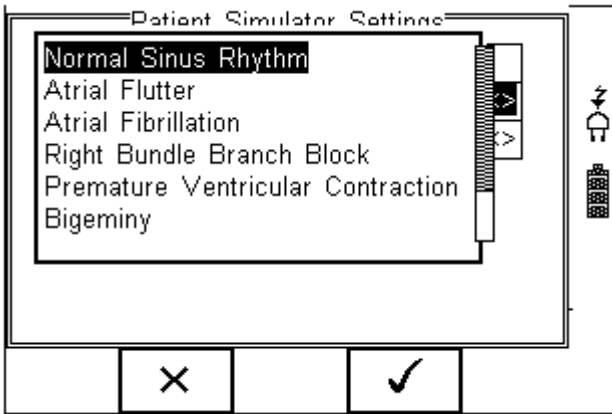 Patient Simulator Settings
Normal Sinus Rhythm
Atrial Flutter
Atrial Fibrillation
Right Bundle Branch Block
Premature Ventricular Contraction
Bigeminy
<>
<>